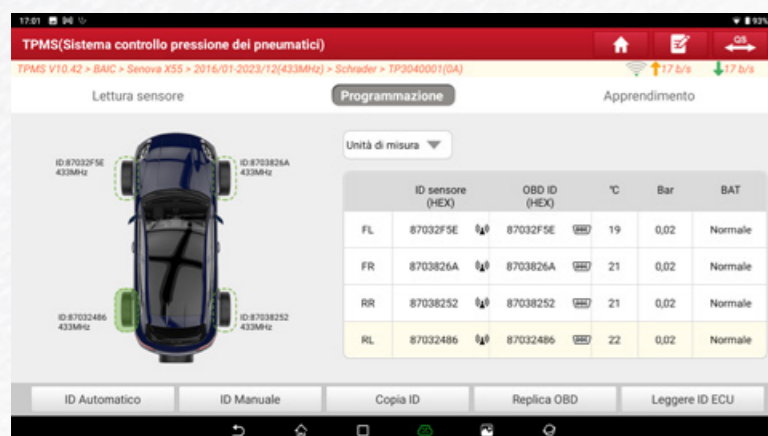 17:01 93%
TPMS(Sistema controllo pressione dei pneumatici)
QS
TPMS V10.42 > BAIC > Senova X55 > 2016/01-2023/12(433MHz) > Schrader > TP3040001(0A) 17 b/s 17 b/s
Lettura sensore Programmazione Apprendimento
Unità di misura
ID:87032F5E
433MHz
ID:8703826A
433MHz
ID:87032486
433MHz
ID:87038252
433MHz
ID sensore (HEX) OBD ID (HEX) ℃ Bar BAT
FL 87032F5E 87032F5E 19 0,02 Normale
FR 8703826A 8703826A 21 0,02 Normale
RR 87038252 87038252 21 0,02 Normale
RL 87032486 87032486 22 0,02 Normale
ID Automatico ID Manuale Copia ID Replica OBD Leggere ID ECU